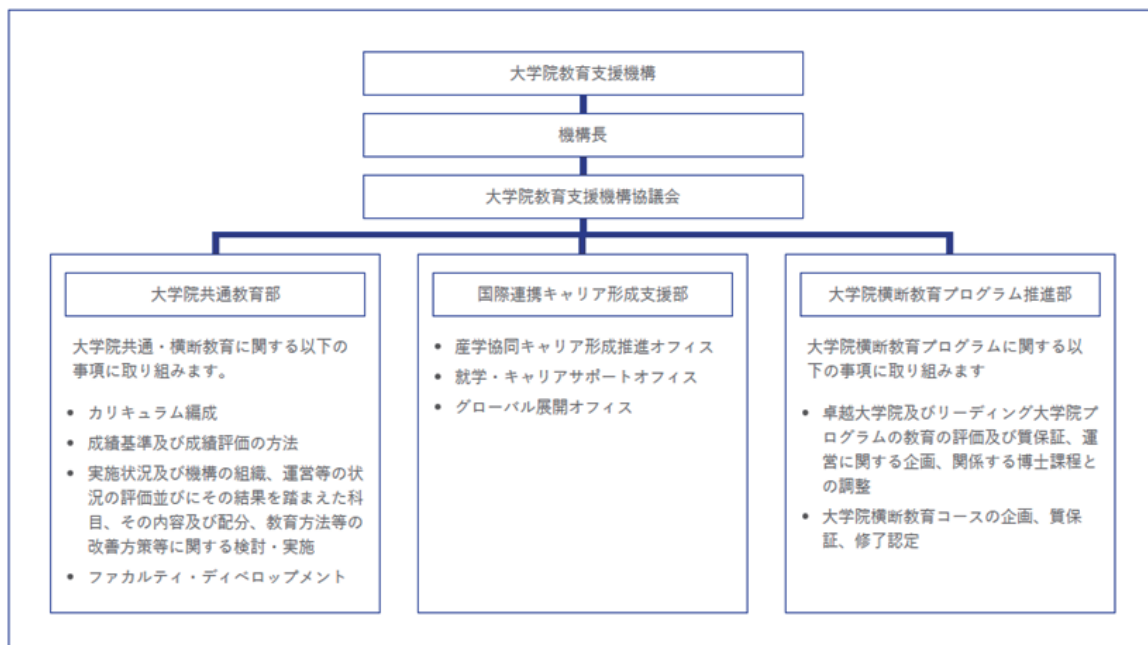 大学院教育支援機構
機構長
大学院教育支援機構協議会
大学院共通教育部
大学院共通・横断教育に関する以下の
事項に取り組みます。
• カリキュラム編成
• 成績基準及び成績評価の方法
• 実施状況及び機構の組織、運営等の状
況の評価並びにその結果を踏まえた科
目、その内容及び配分、教育方法等の
改善方策等に関する検討・実施
• ファカルティ・ディベロップメント
国際連携キャリア形成支援部
• 産学協同キャリア形成推進オフィス
• 就学・キャリアサポートオフィス
• グローバル展開オフィス
大学院横断教育プログラム推進部
大学院横断教育プログラムに関する以
下の事項に取り組みます
• 卓越大学院及びリーディング大学院プ
ログラムの教育の評価及び質保証、運
営に関する企画、関係する博士課程と
の調整
• 大学院横断教育コースの企画、質保
証、修了認定